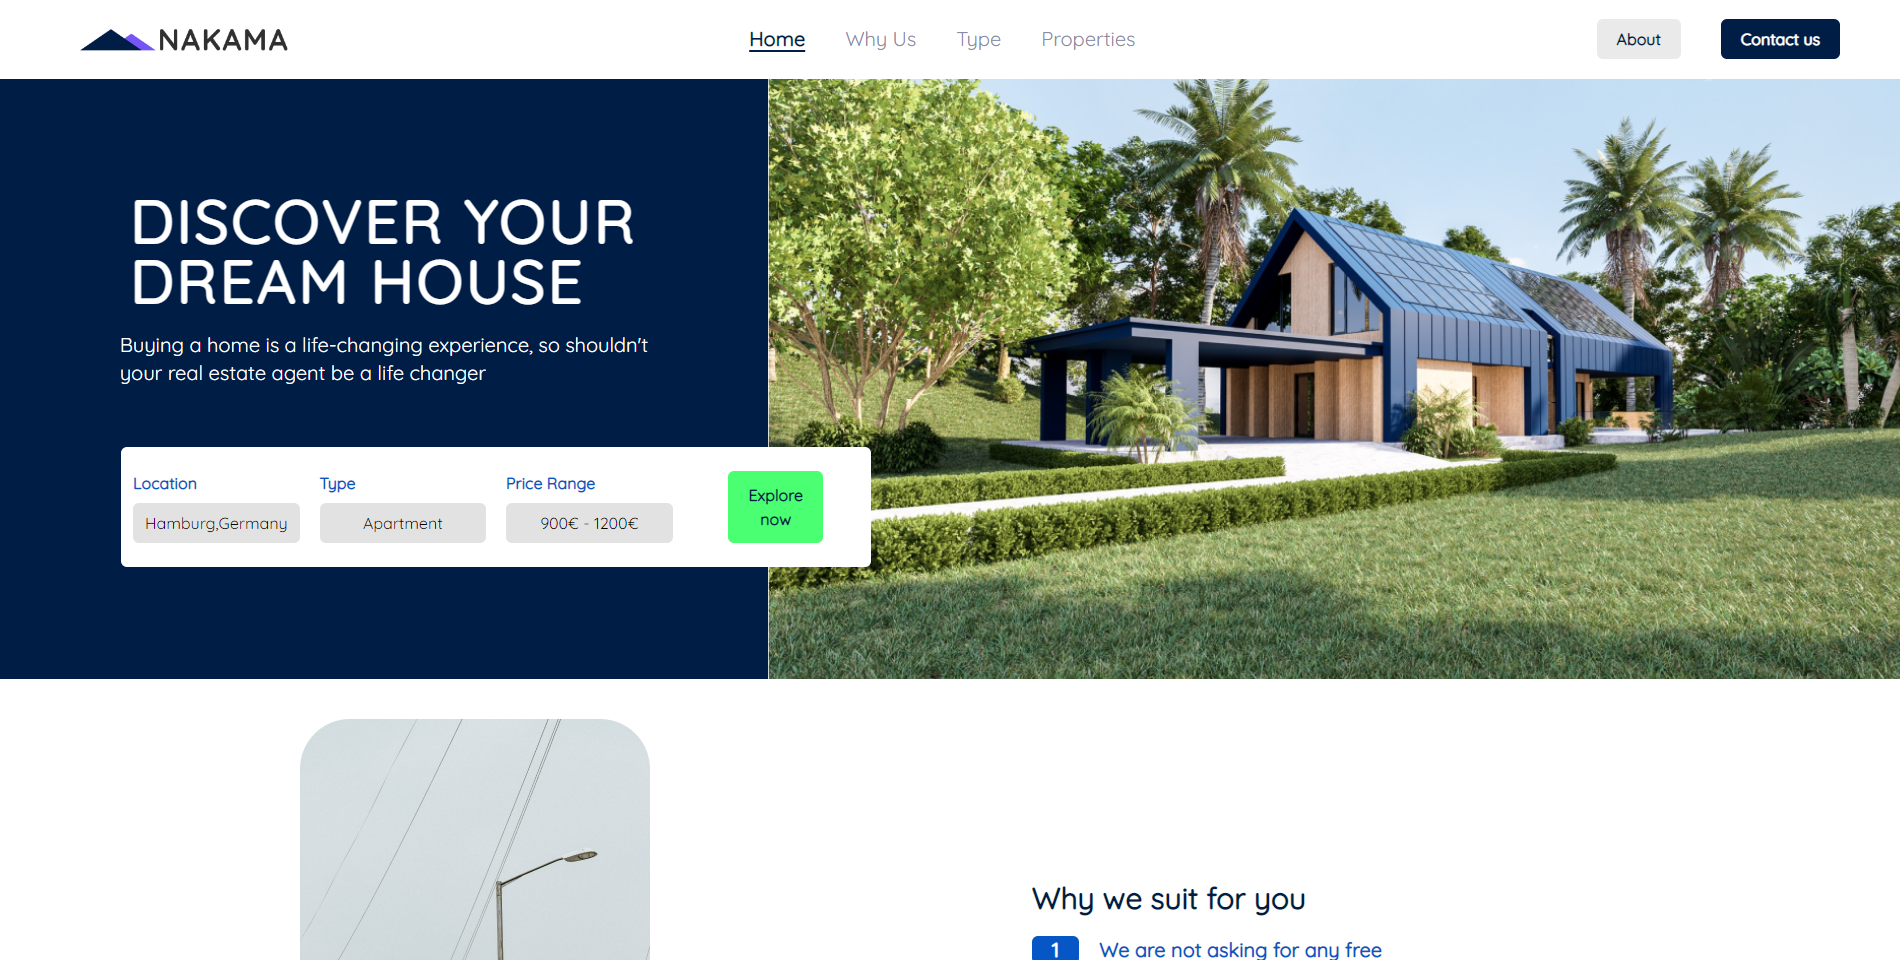 NAKAMA
Home
Why Us
Type
Properties
About
Contact us
DISCOVER YOUR
DREAM HOUSE
Buying a home is a life-changing experience, so shouldn't
your real estate agent be a life changer
Location
Type
Price Range
Hamburg,Germany
Apartment
900€ - 1200€
Explore
now
Why we suit for you
1
We are not asking for any free